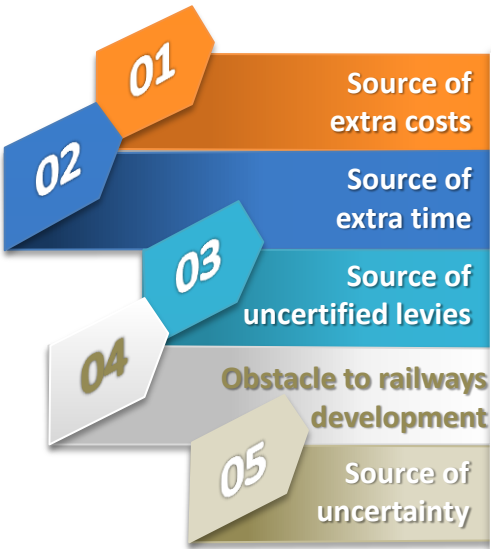 01
Source of
extra costs
02
Source of
extra time
03
Source of
uncertified levies
04
Obstacle to railways
development
05
Source of
uncertainty